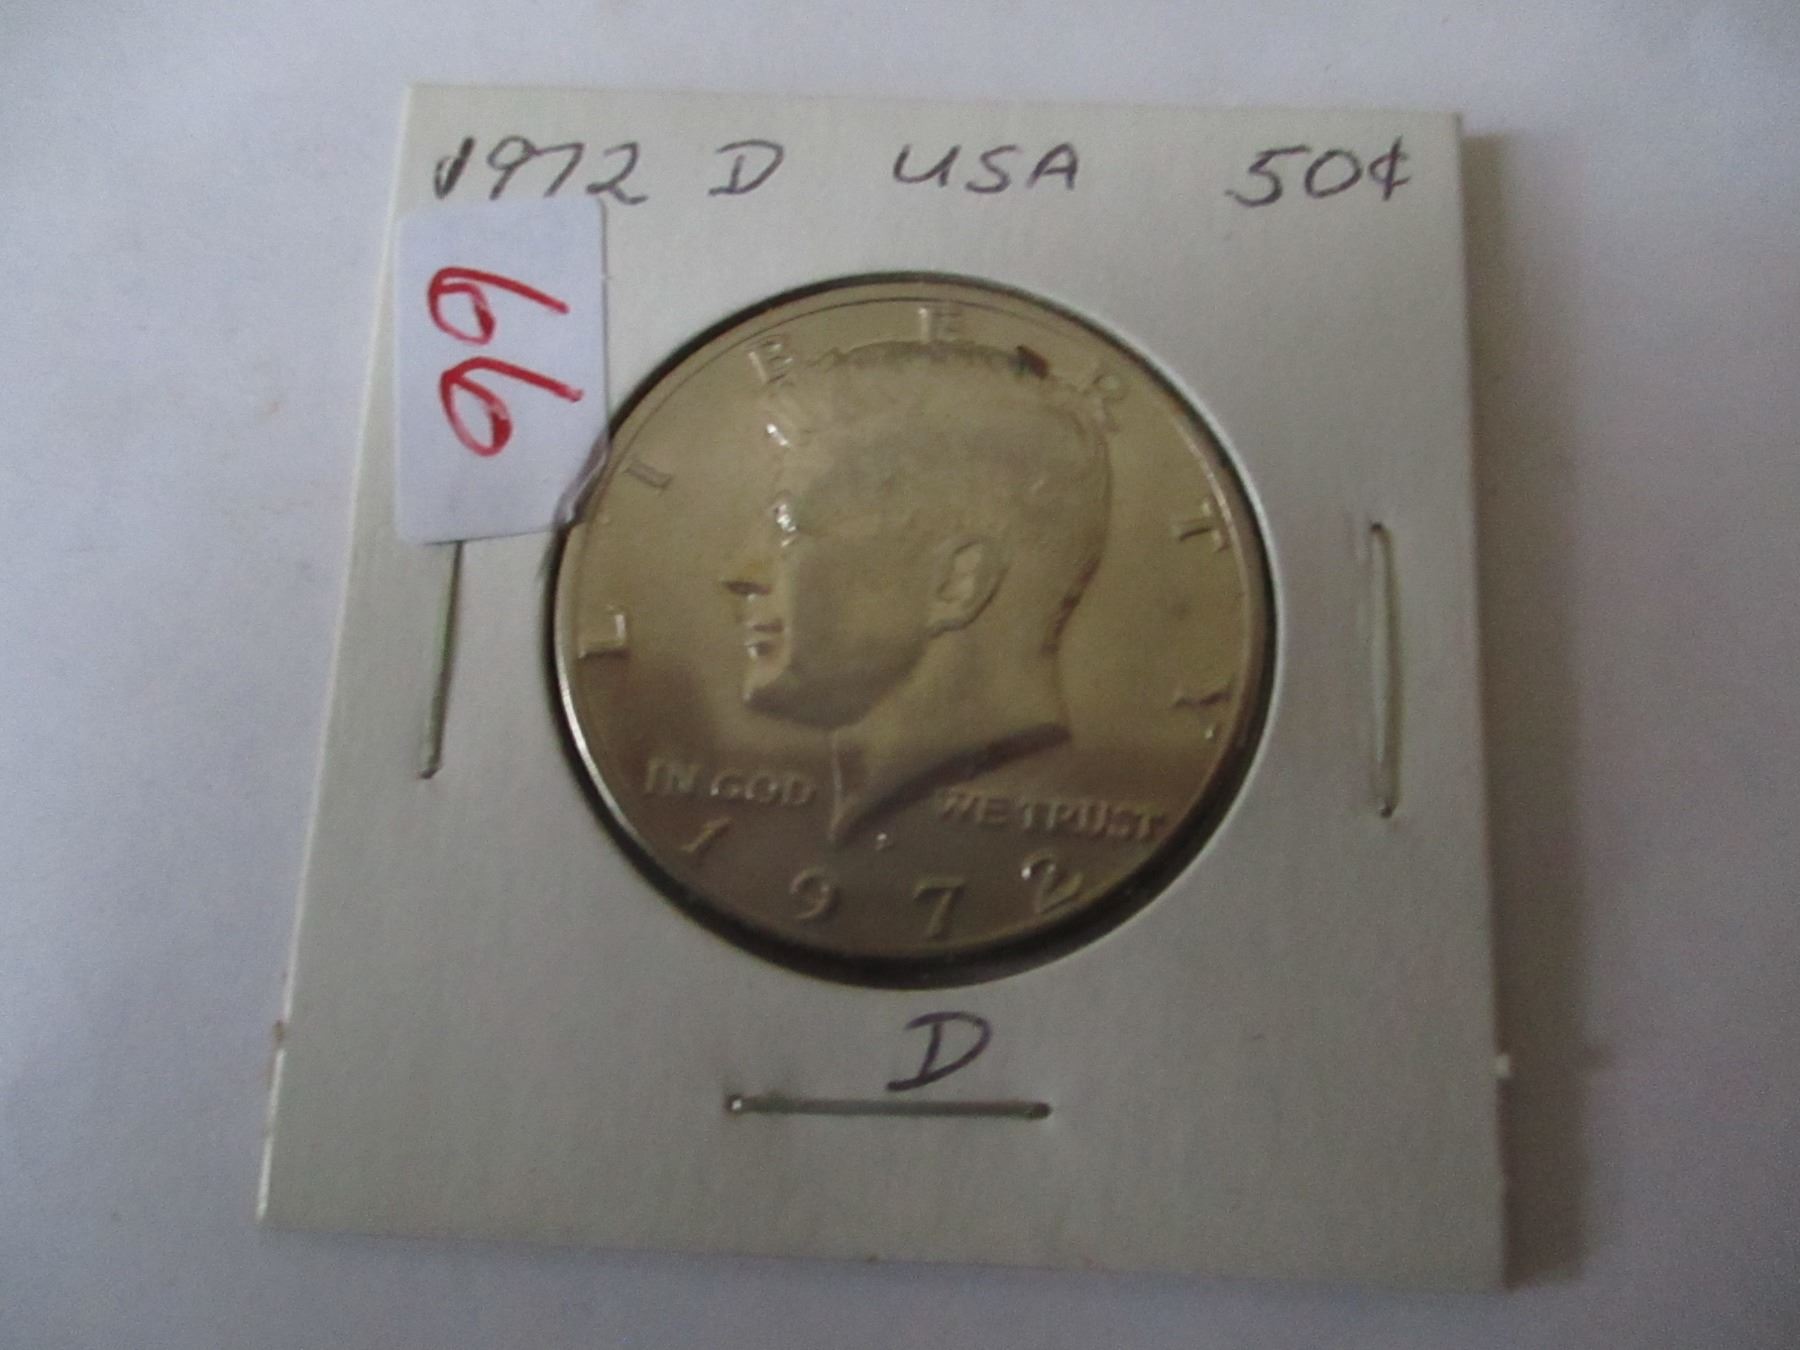 1972 D USA 50¢
99
LIBERTY
IN GOD WE TRUST
1972
D